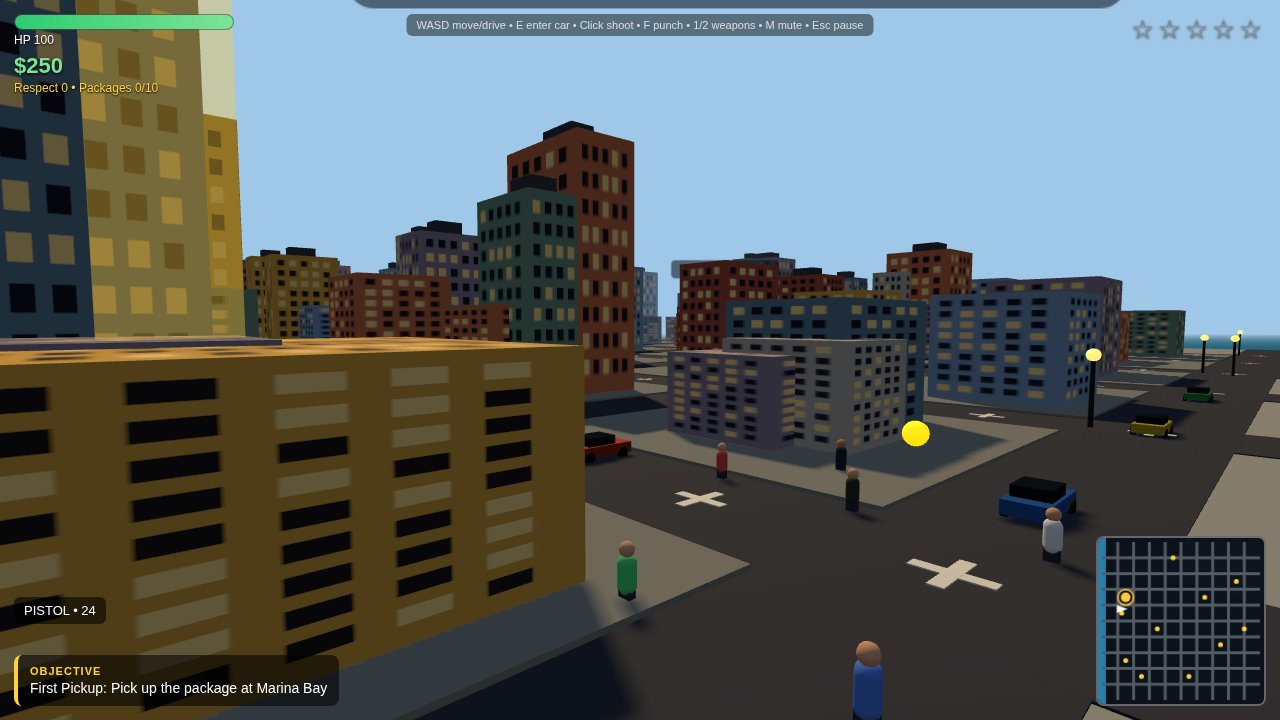 WASD move/drive • E enter car • Click shoot • F punch • 1/2 weapons • M mute • Esc pause
HP 100
$250
Respect 0 • Packages 0/10
PISTOL • 24
OBJECTIVE
First Pickup: Pick up the package at Marina Bay